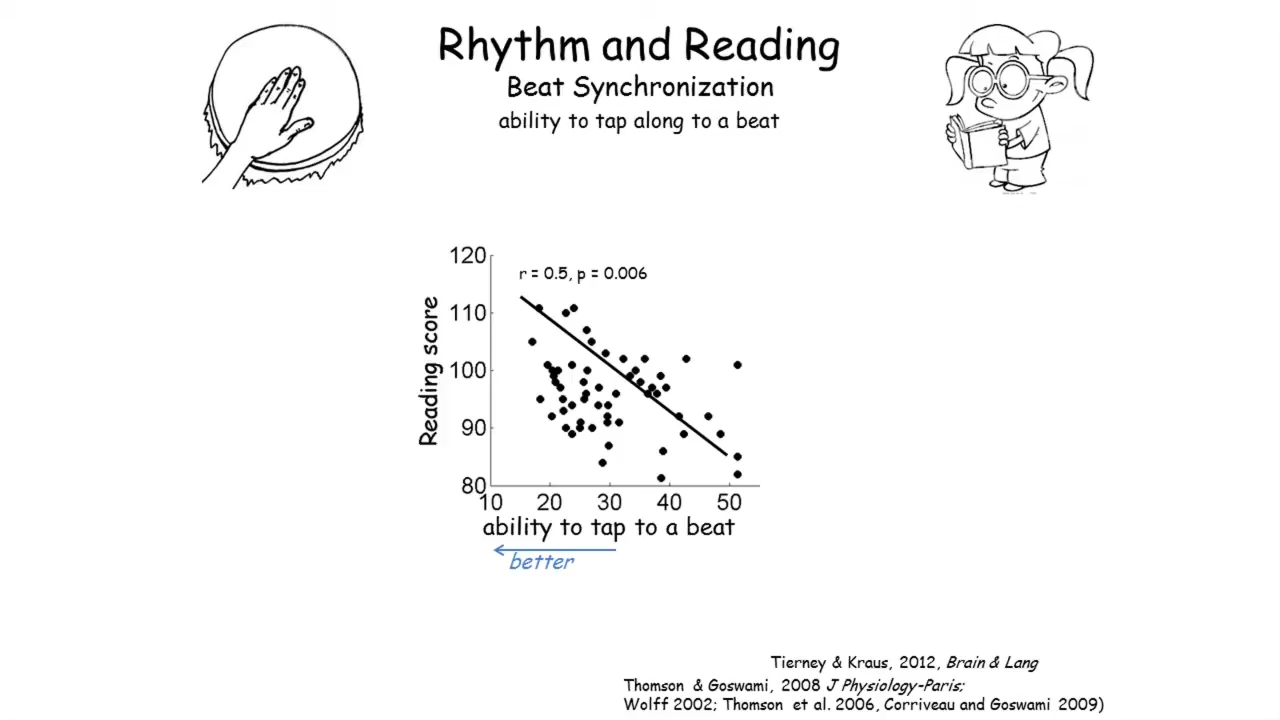 Rhythm and Reading
Beat Synchronization
ability to tap along to a beat
r = 0.5, p = 0.006
Reading score
120
110
100
90
80
10 20 30 40 50
ability to tap to a beat
better
Tierney & Kraus, 2012, Brain & Lang
Thomson & Goswami, 2008 J Physiology-Paris;
Wolff 2002; Thomson et al. 2006, Corriveau and Goswami 2009)